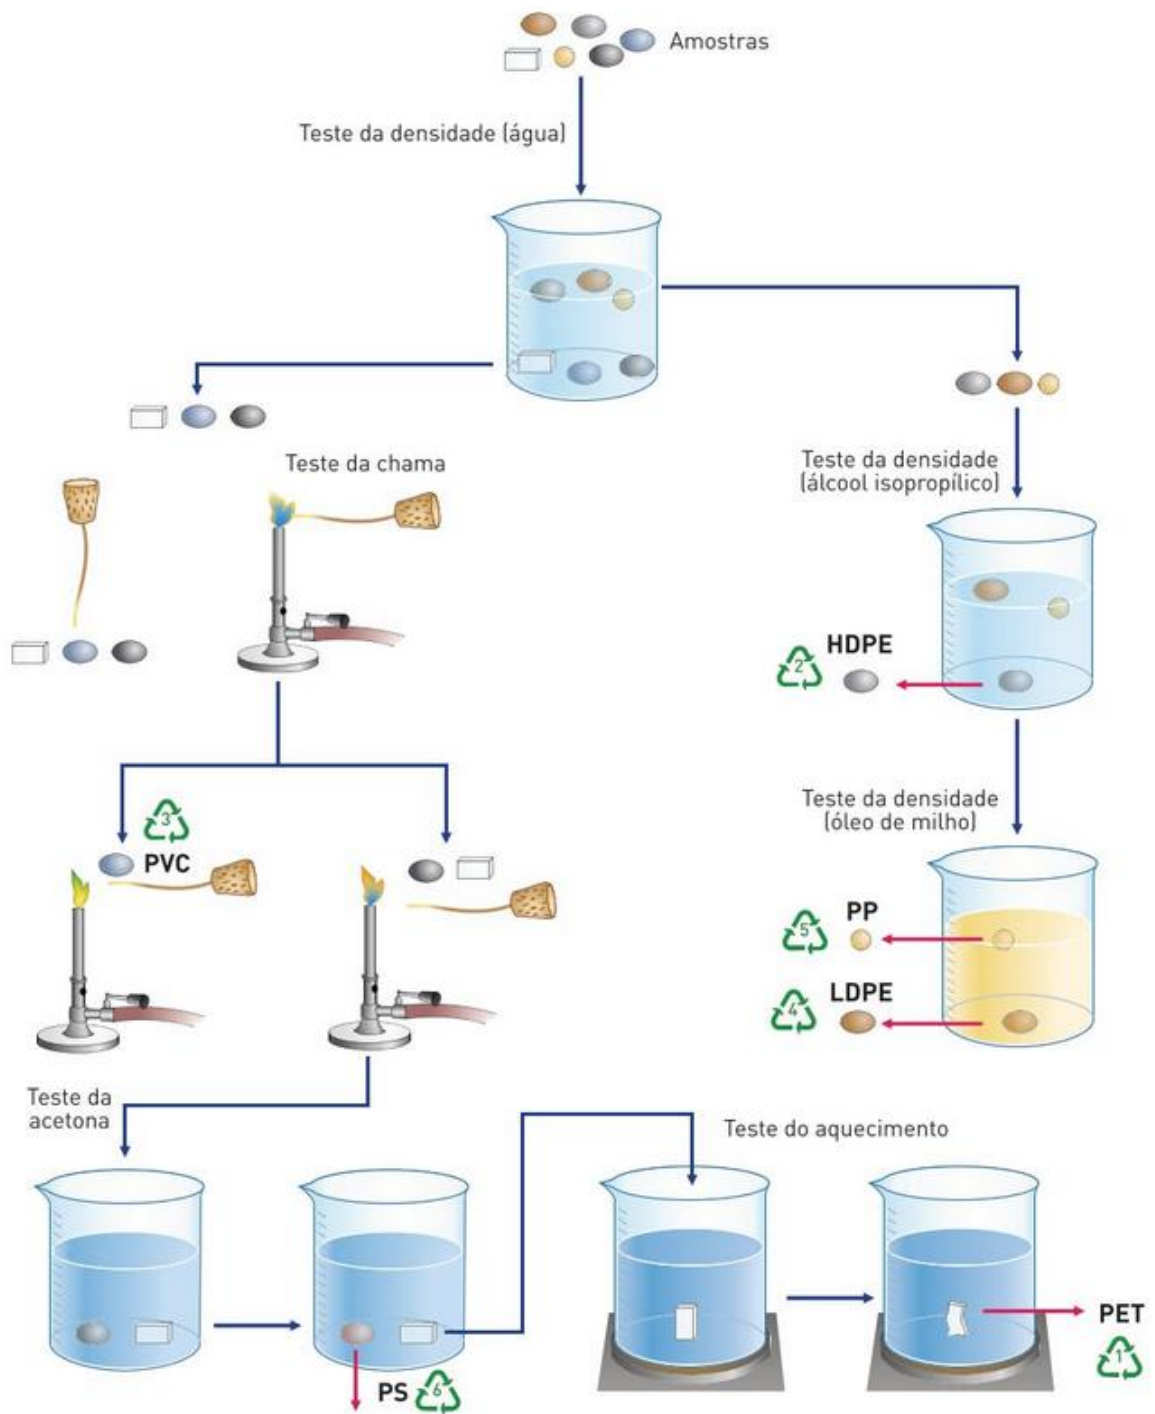 Amostras
Teste da densidade (água)
Teste da chama
Teste da densidade
(álcool isopropílico)
HDPE
2
Teste da densidade
(óleo de milho)
3
PVC
PP
5
LDPE
4
Teste da
acetona
Teste do aquecimento
PET
1
PS
6